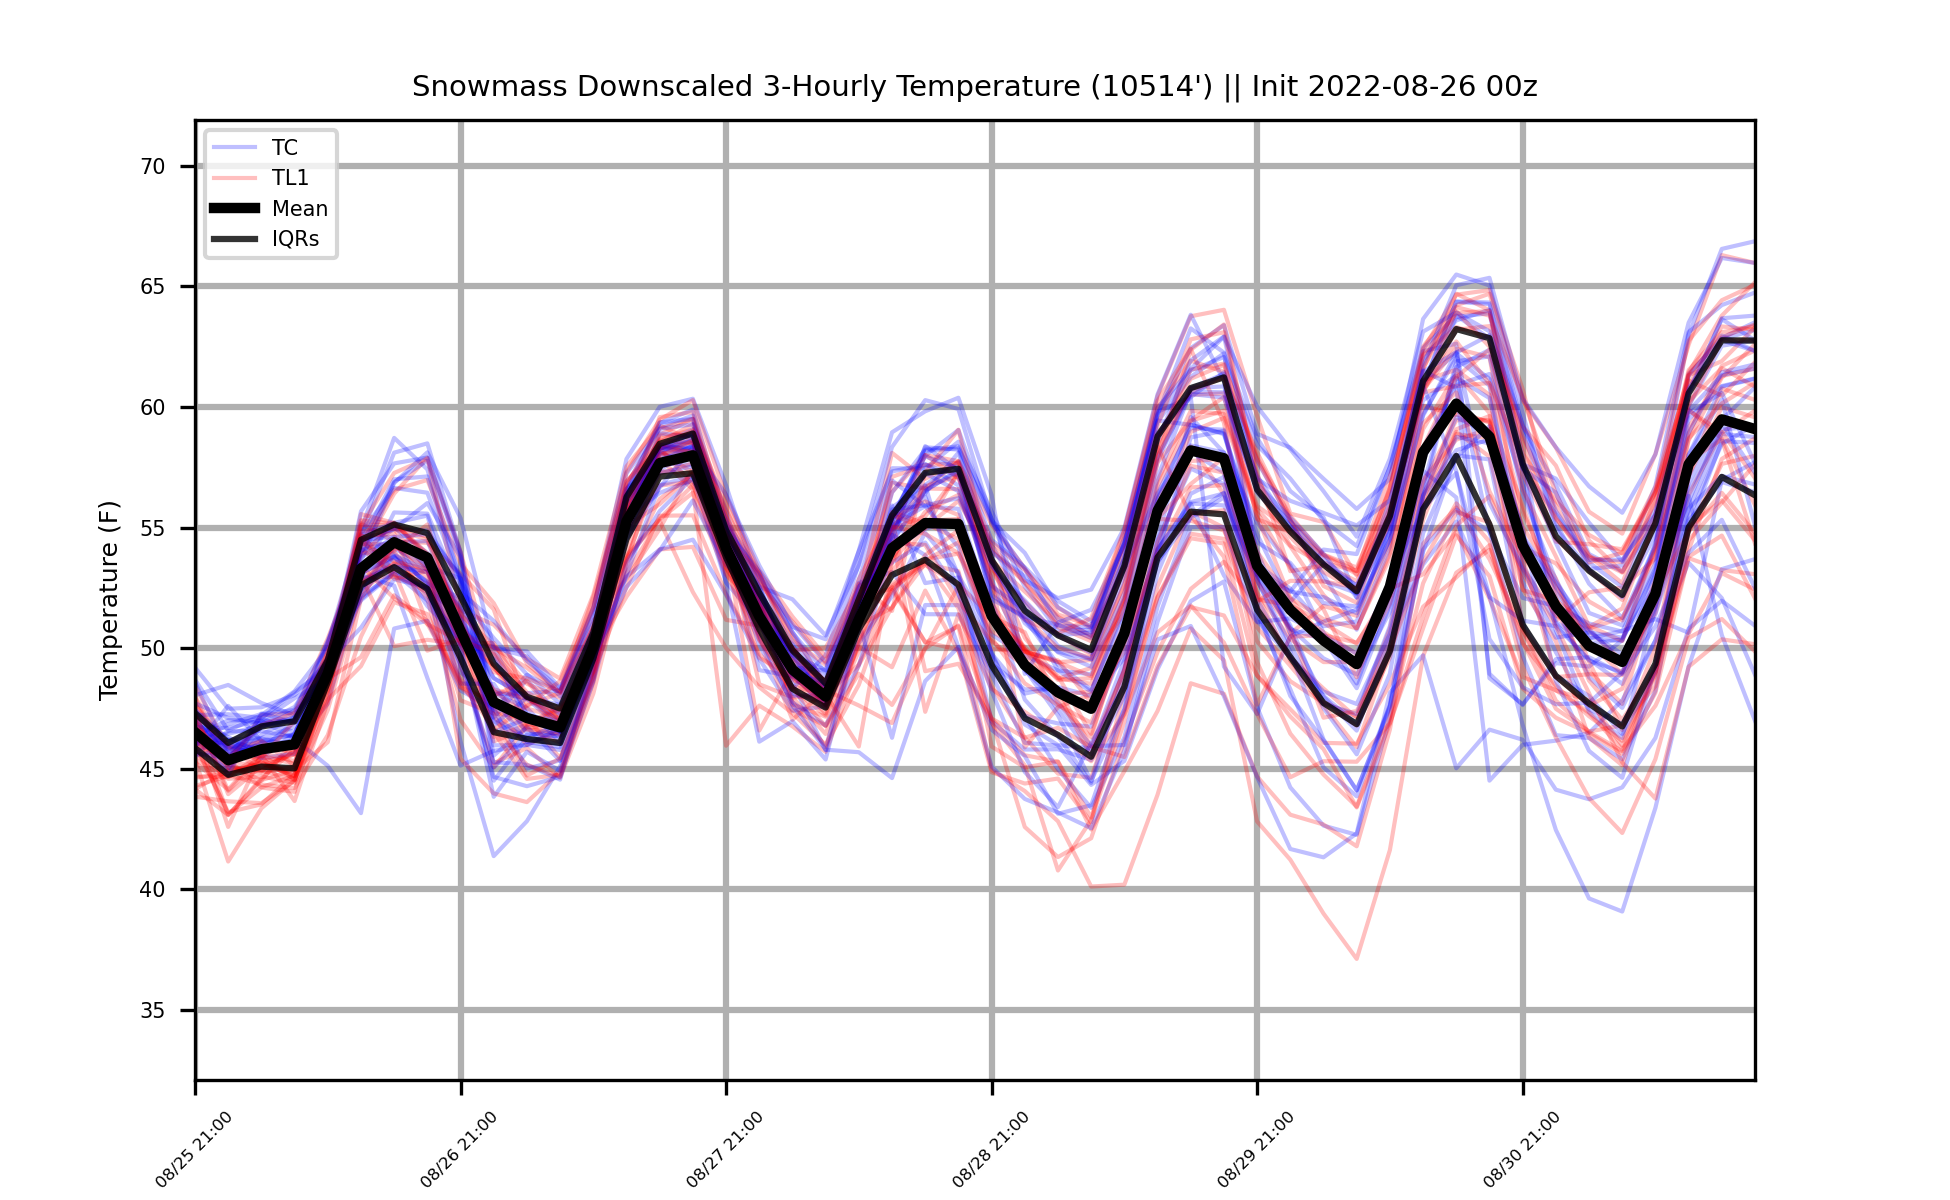 Snowmass Downscaled 3-Hourly Temperature (10514') || Init 2022-08-26 00z
TC
TL1
Mean
IQRs
Temperature (F)
70
65
60
55
50
45
40
35
08/25 21:00
08/26 21:00
08/27 21:00
08/28 21:00
08/29 21:00
08/30 21:00